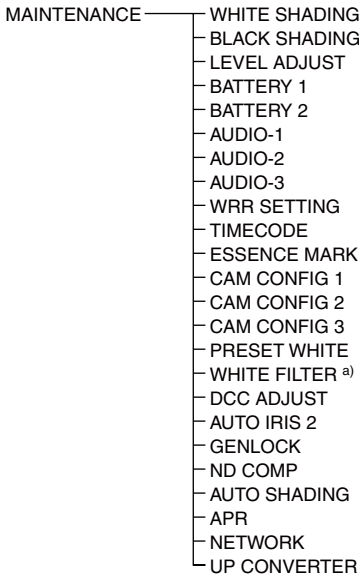 MAINTENANCE WHITE SHADING
BLACK SHADING
LEVEL ADJUST
BATTERY 1
BATTERY 2
AUDIO-1
AUDIO-2
AUDIO-3
WRR SETTING
TIMECODE
ESSENCE MARK
CAM CONFIG 1
CAM CONFIG 2
CAM CONFIG 3
PRESET WHITE
WHITE FILTER a)
DCC ADJUST
AUTO IRIS 2
GENLOCK
ND COMP
AUTO SHADING
APR
NETWORK
UP CONVERTER